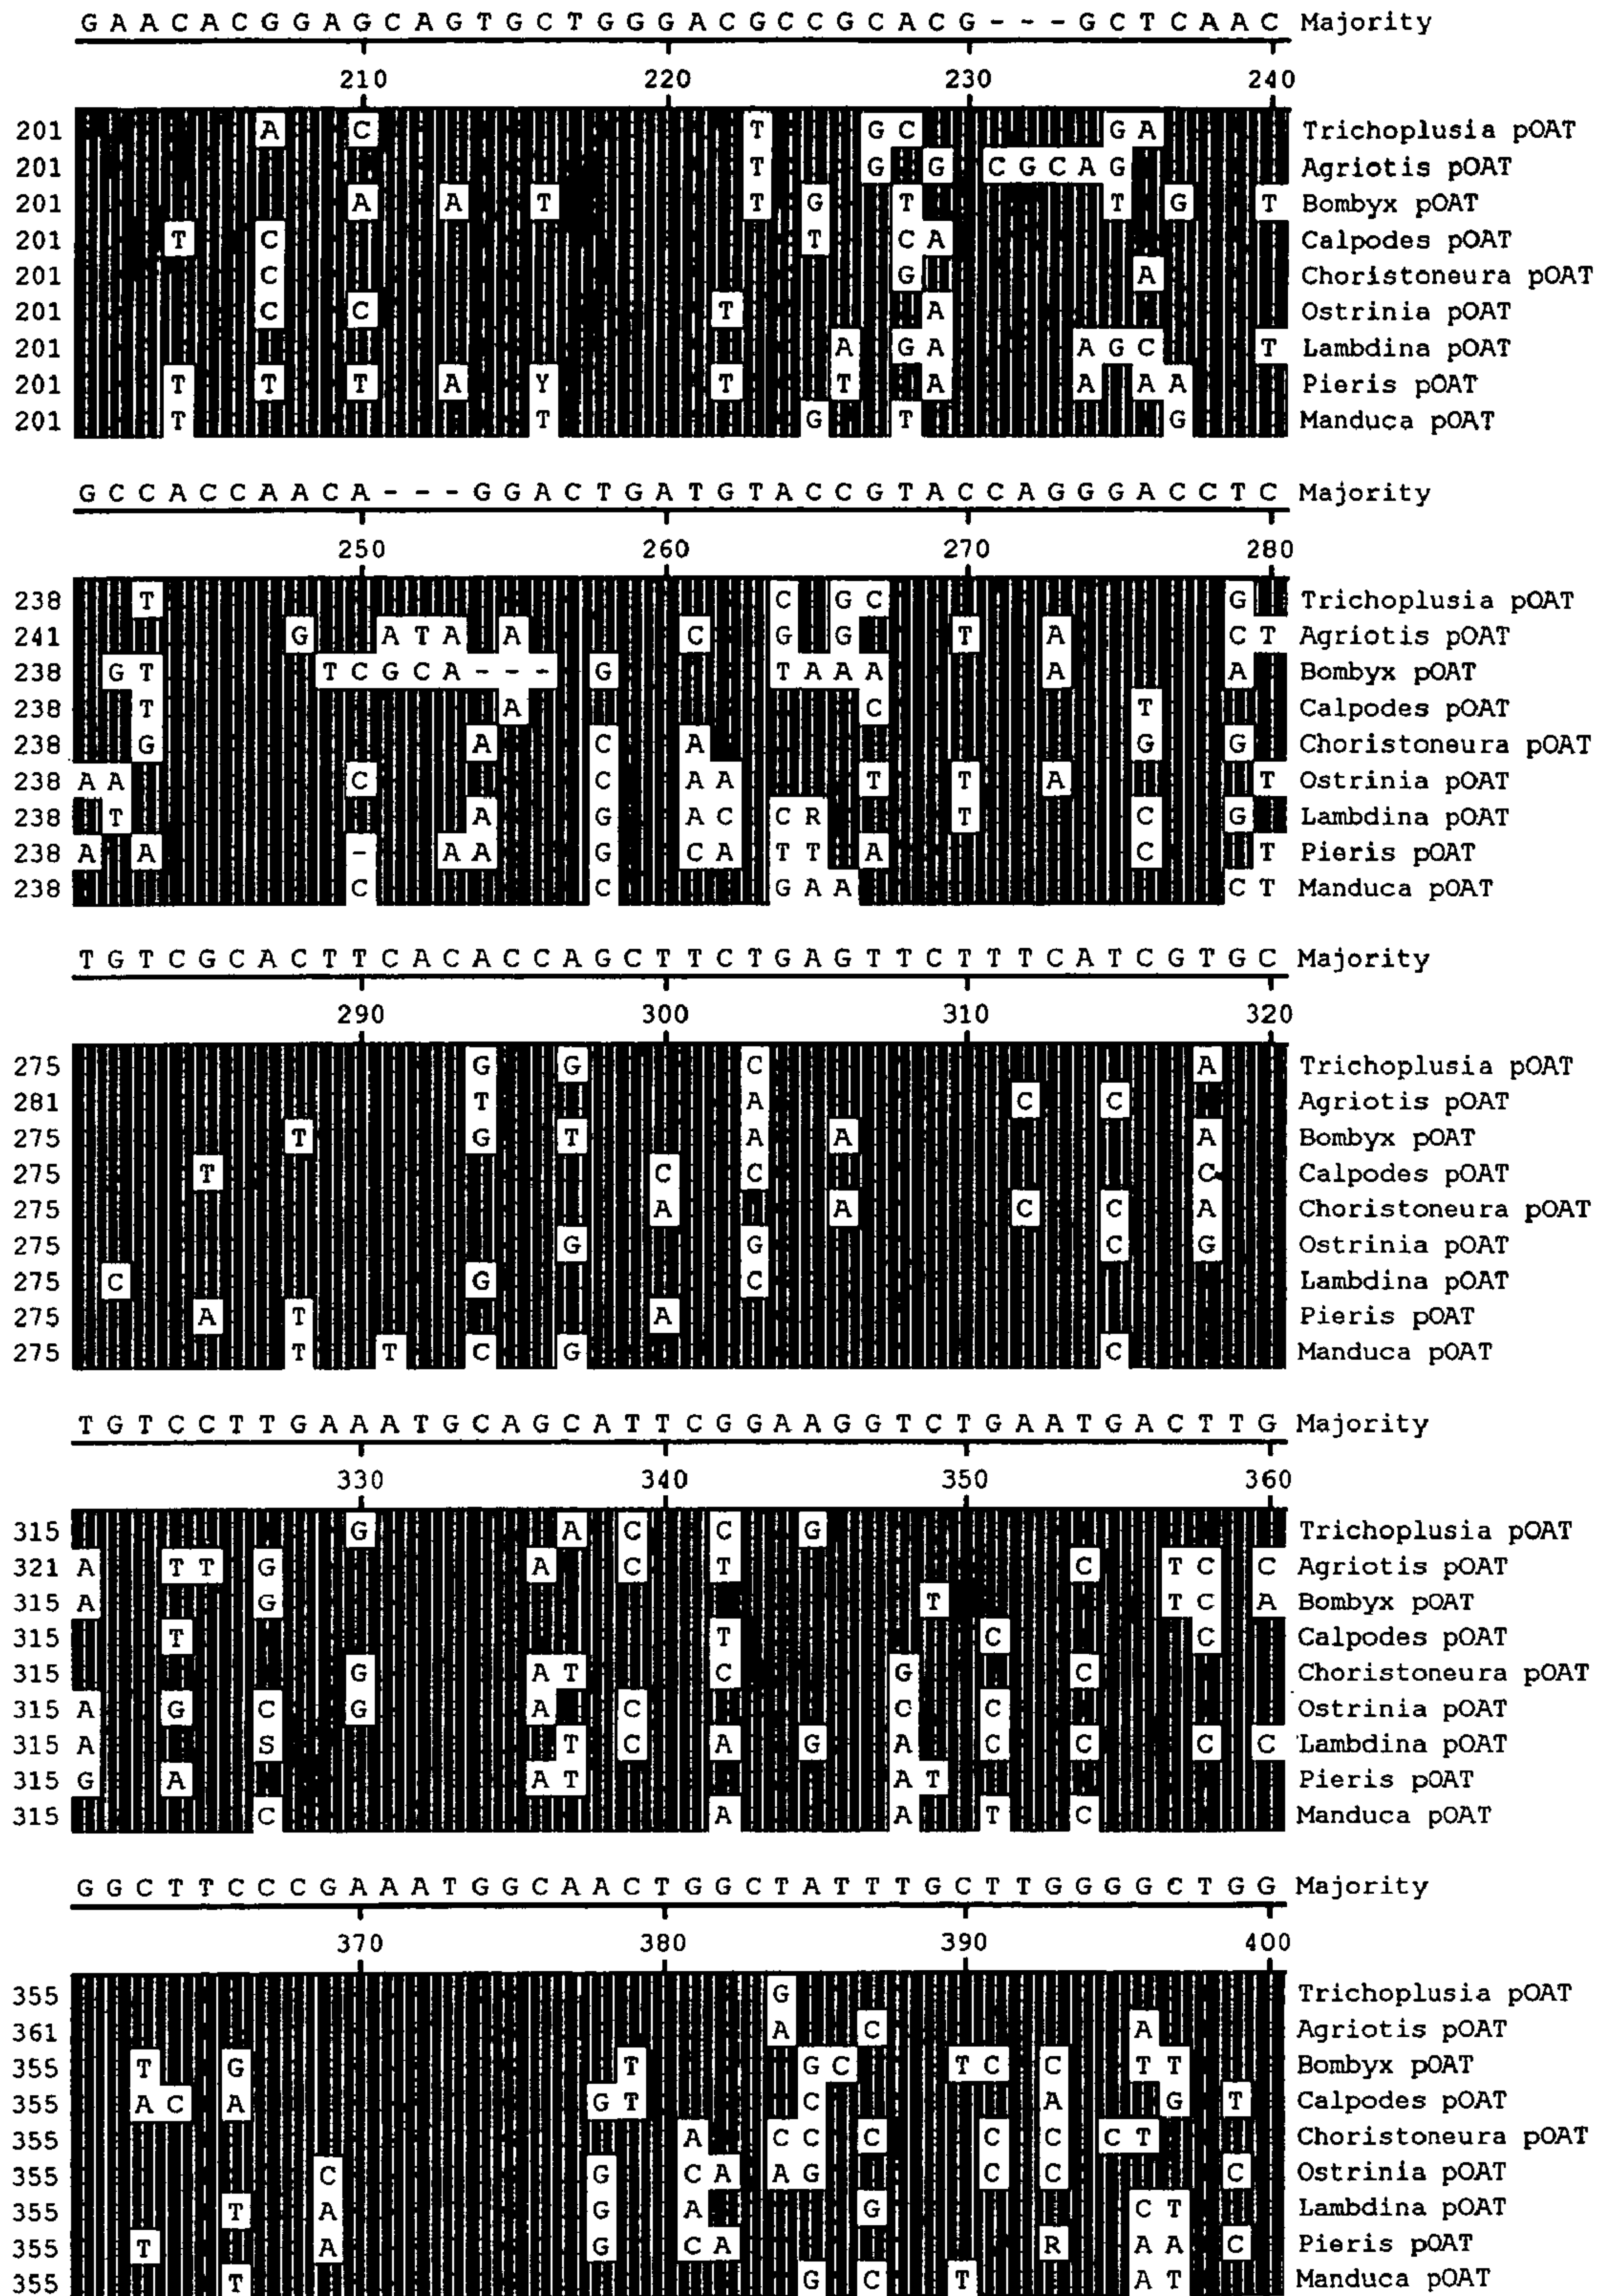 G A A C A C G G A G C A G T G C T G G G A C G C C G C A C G - - - G C T C A A C Majority
210 220 230 240
201 A C T G C G A Trichoplusia pOAT
201 T G G C G C A G Agriotis pOAT
201 A A T T G T T G T Bombyx pOAT
201 T C T C A Calpodes pOAT
201 C G A Choristoneura pOAT
201 C C T A Ostrinia pOAT
201 A G A A G C T Lambdina pOAT
201 T T T A Y T T A A A A Pieris pOAT
201 T T G T G Manduca pOAT
G C C A C C A A C A - - - G G A C T G A T G T A C C G T A C C A G G G A C C T C Majority
250 260 270 280
238 T C G C G Trichoplusia pOAT
241 G A T A A C G G T A C T Agriotis pOAT
238 G T T C G C A - - - G T A A A A A Bombyx pOAT
238 T A C T Calpodes pOAT
238 G A C A G G Choristoneura pOAT
238 A A C C A A T T A T Ostrinia pOAT
238 T A G A C C R T C G Lambdina pOAT
238 A A - A A G C A T T A C T Pieris pOAT
238 C C G A A C T Manduca pOAT
T G T C G C A C T T C A C A C C A G C T T C T G A G T T C T T T C A T C G T G C Majority
290 300 310 320
275 G G C A Trichoplusia pOAT
281 T A C C Agriotis pOAT
275 T G T A A A Bombyx pOAT
275 T C C C Calpodes pOAT
275 A A C C A Choristoneura pOAT
275 G G C G Ostrinia pOAT
275 C G C Lambdina pOAT
275 A T A Pieris pOAT
275 T T C G C Manduca pOAT
T G T C C T T G A A A T G C A G C A T T C G G A A G G T C T G A A T G A C T T G Majority
330 340 350 360
315 G A C C G Trichoplusia pOAT
321 A T T G A C T C T C C Agriotis pOAT
315 A G T T C A Bombyx pOAT
315 T T C C Calpodes pOAT
315 G A T C G C Choristoneura pOAT
315 A G C G A C C C Ostrinia pOAT
315 A S T C A G A C C C C Lambdina pOAT
315 G A A T A T Pieris pOAT
315 C A A T C Manduca pOAT
G G C T T C C C G A A A T G G C A A C T G G C T A T T T G C T T G G G G C T G G Majority
370 380 390 400
355 G Trichoplusia pOAT
361 A C A Agriotis pOAT
355 T G T G C T C C T T Bombyx pOAT
355 A C A G T C A G T Calpodes pOAT
355 A C C C C C C T Choristoneura pOAT
355 C G C A A G C C C Ostrinia pOAT
355 T A G A G C T Lambdina pOAT
355 T A G C A R A A C Pieris pOAT
355 T G C T A T Manduca pOAT